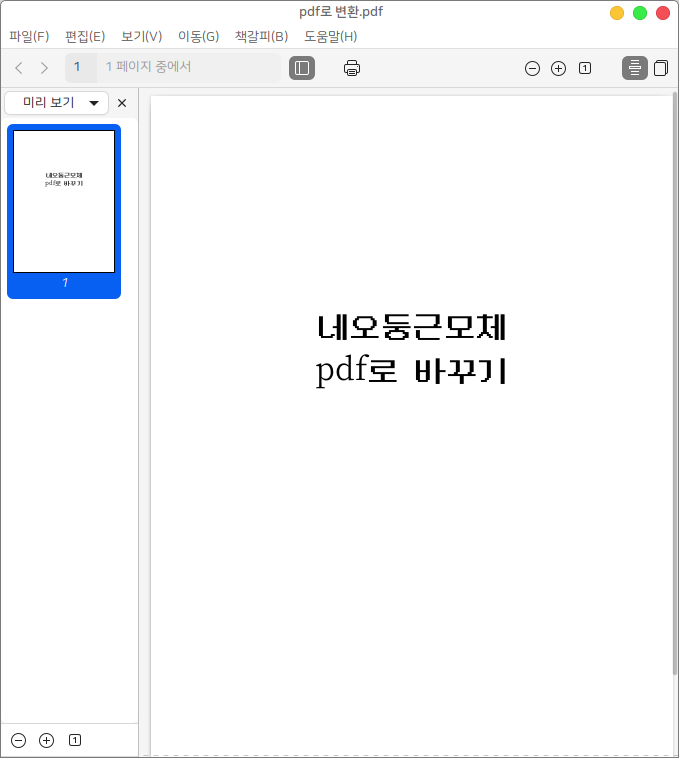 pdf로 변환.pdf
파일(F) 편집(E) 보기(V) 이동(G) 책갈피(B) 도움말(H)
1 1 페이지 중에서 1
미리 보기
네오둥근모체
pdf로 바꾸기
1
네오둥근모체
pdf로 바꾸기
1